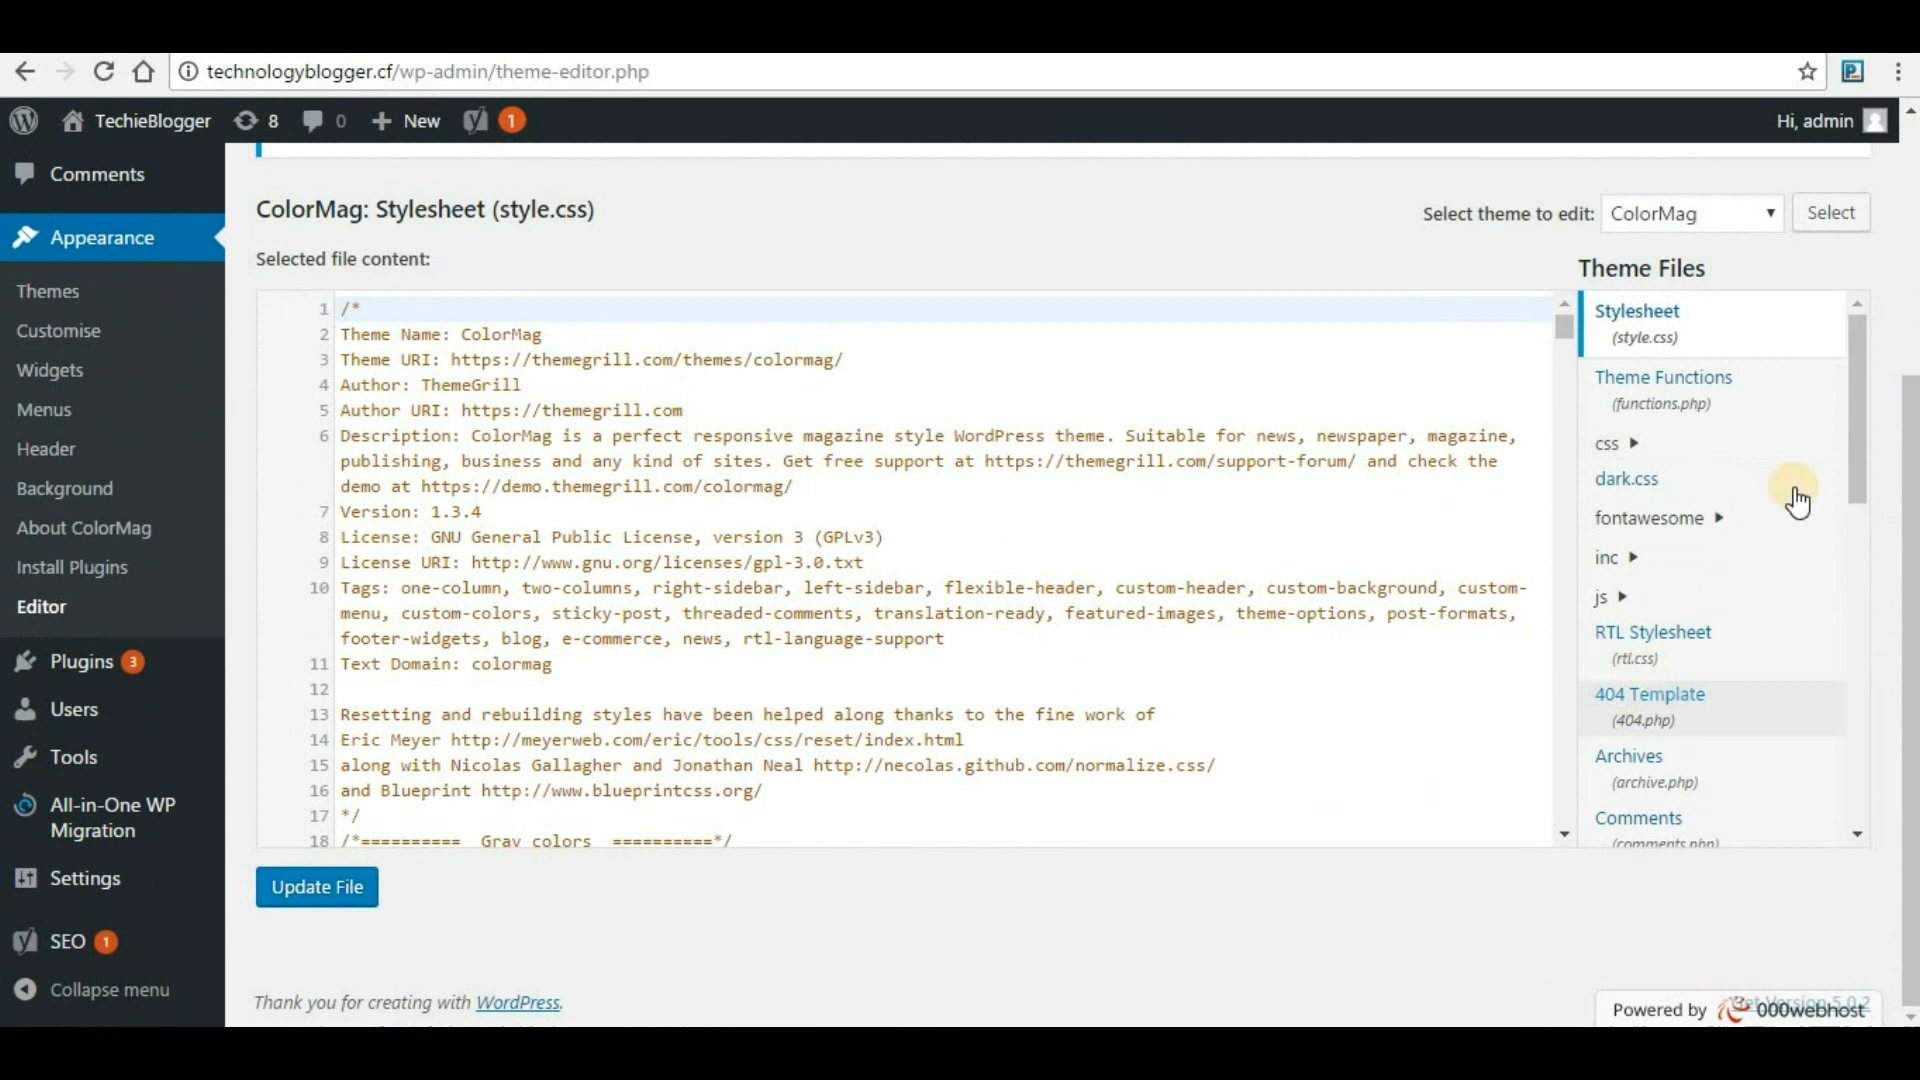 technologyblogger.cf/wp-admin/theme-editor.php
TechieBlogger 8 0 New 1 Hi, admin
Comments
Appearance
Themes
Customise
Widgets
Menus
Header
Background
About ColorMag
Install Plugins
Editor
Plugins 3
Users
Tools
All-in-One WP
Migration
Settings
SEO 1
Collapse menu
ColorMag: Stylesheet (style.css)
Select theme to edit: ColorMag Select
Selected file content:
1 /*
2 Theme Name: ColorMag
3 Theme URI: https://themegrill.com/themes/colormag/
4 Author: ThemeGrill
5 Author URI: https://themegrill.com
6 Description: ColorMag is a perfect responsive magazine style WordPress theme. Suitable for news, newspaper, magazine,
publishing, business and any kind of sites. Get free support at https://themegrill.com/support-forum/ and check the
demo at https://demo.themegrill.com/colormag/
7 Version: 1.3.4
8 License: GNU General Public License, version 3 (GPLv3)
9 License URI: http://www.gnu.org/licenses/gpl-3.0.txt
10 Tags: one-column, two-columns, right-sidebar, left-sidebar, flexible-header, custom-header, custom-background, custom-
menu, custom-colors, sticky-post, threaded-comments, translation-ready, featured-images, theme-options, post-formats,
footer-widgets, blog, e-commerce, news, rtl-language-support
11 Text Domain: colormag
12
13 Resetting and rebuilding styles have been helped along thanks to the fine work of
14 Eric Meyer http://meyerweb.com/eric/tools/css/reset/index.html
15 along with Nicolas Gallagher and Jonathan Neal http://necolas.github.com/normalize.css/
16 and Blueprint http://www.blueprintcss.org/
17 */
18 /*========== Gray colors ==========*/
Theme Files
Stylesheet
(style.css)
Theme Functions
(functions.php)
css
dark.css
fontawesome
inc
js
RTL Stylesheet
(rtl.css)
404 Template
(404.php)
Archives
(archive.php)
Comments
(comments.php)
Update File
Thank you for creating with WordPress.
Get Version 5.0.2
Powered by 000webhost